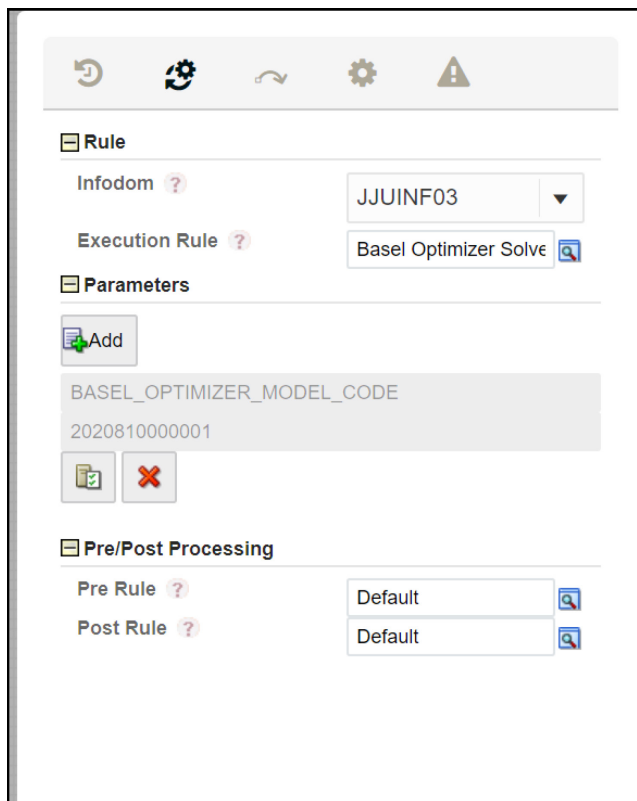 Rule
Infodom ?
JJUINF03
Execution Rule ?
Basel Optimizer Solve
Parameters
Add
BASEL_OPTIMIZER_MODEL_CODE
2020810000001
Pre/Post Processing
Pre Rule ?
Default
Post Rule ?
Default